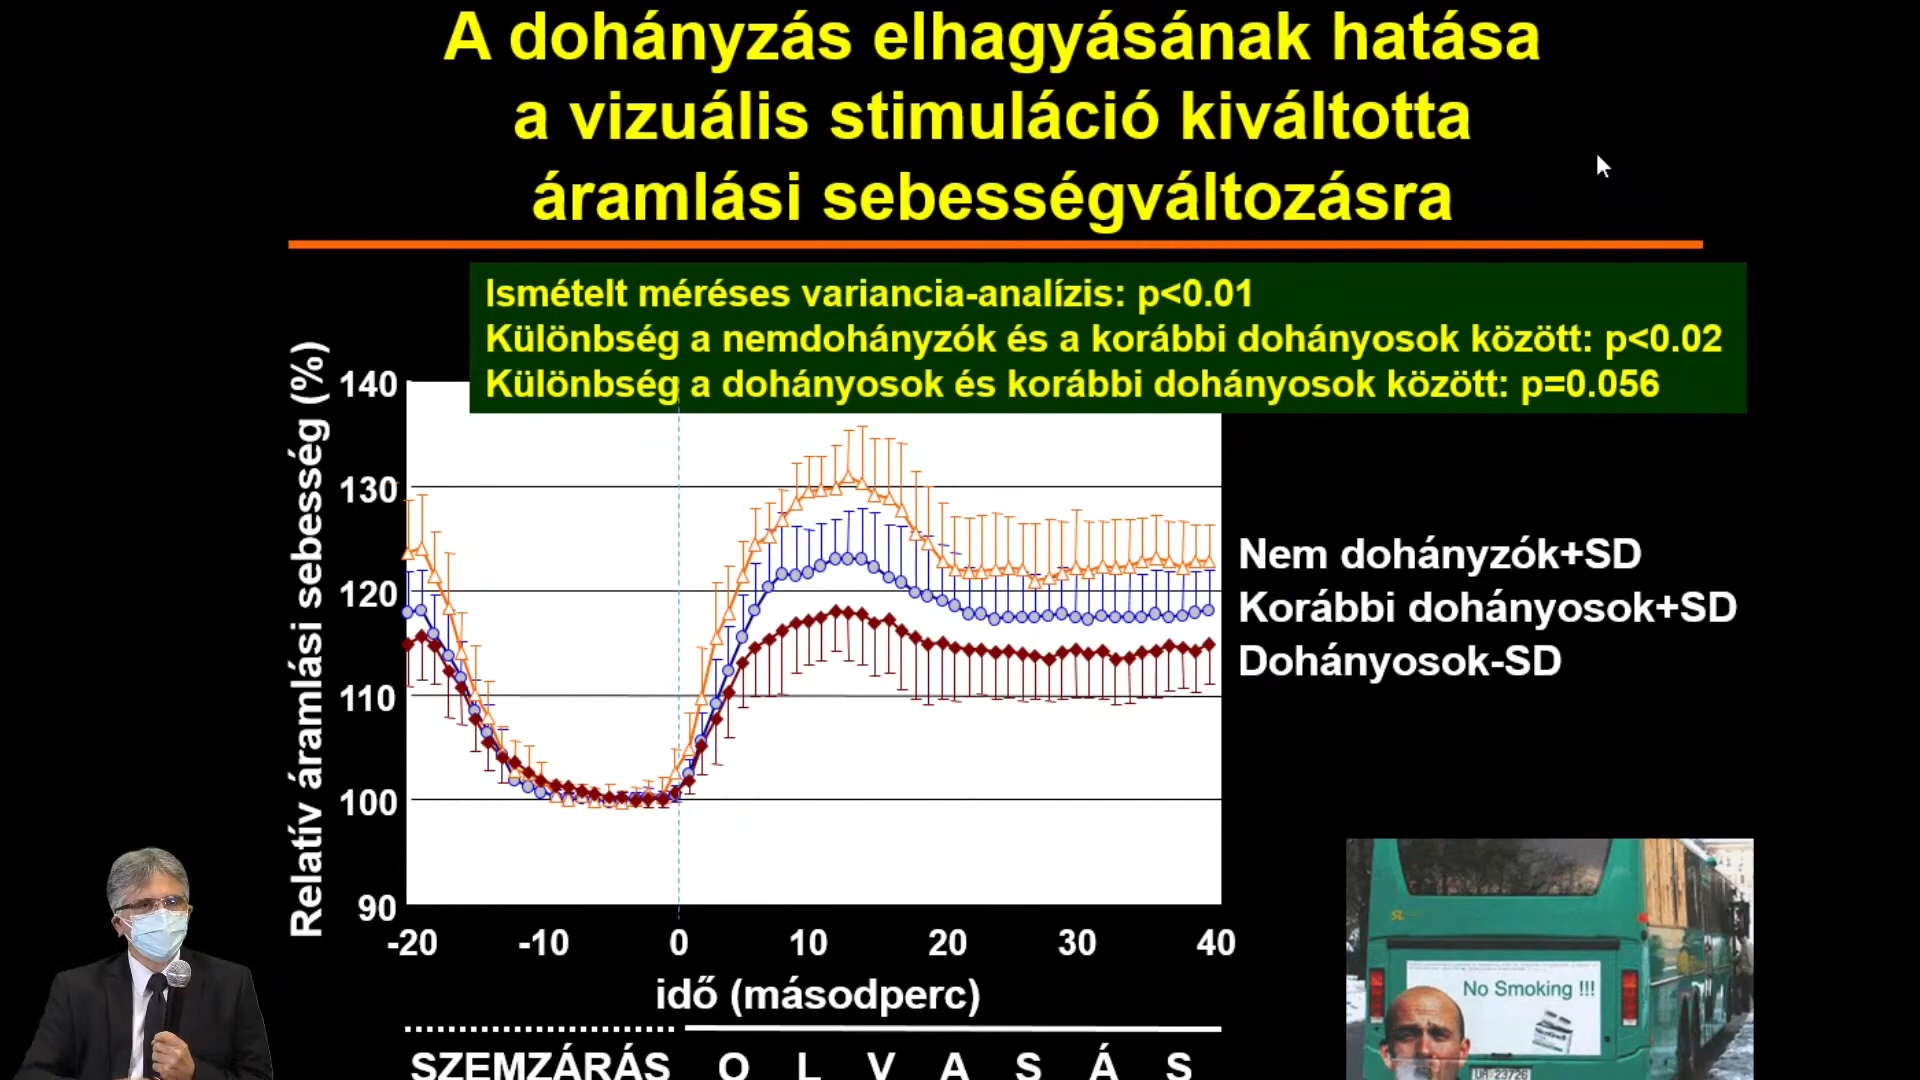 A dohányzás elhagyásának hatása
a vizuális stimuláció kiváltotta
áramlási sebességváltozásra
Ismételt méréses variancia-analízis: p<0.01
Különbség a nemdohányzók és a korábbi dohányosok között: p<0.02
Különbség a dohányosok és korábbi dohányosok között: p=0.056
Relatív áramlási sebesség (%)
140
130
120
110
100
90
-20 -10 0 10 20 30 40
idő (másodperc)
SZEMZÁRÁS O L V A S Á S
Nem dohányzók+SD
Korábbi dohányosok+SD
Dohányosok-SD
No Smoking !!!